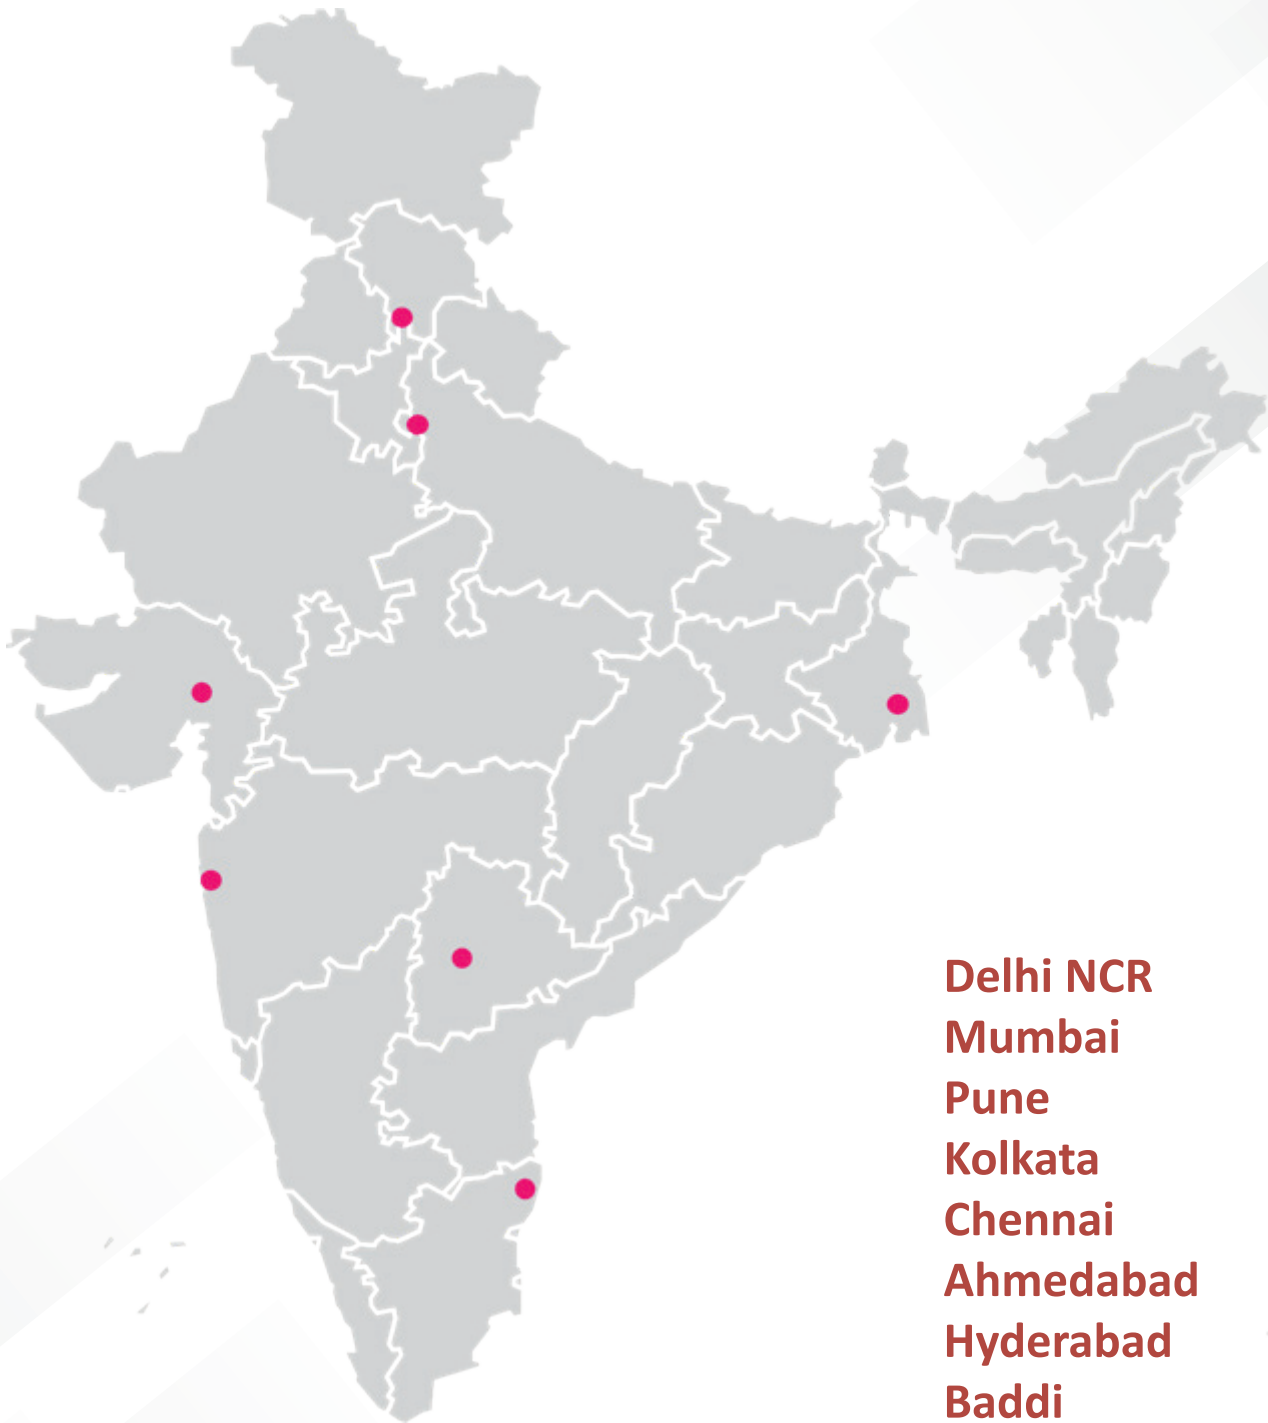 Delhi NCR
Mumbai
Pune
Kolkata
Chennai
Ahmedabad
Hyderabad
Baddi